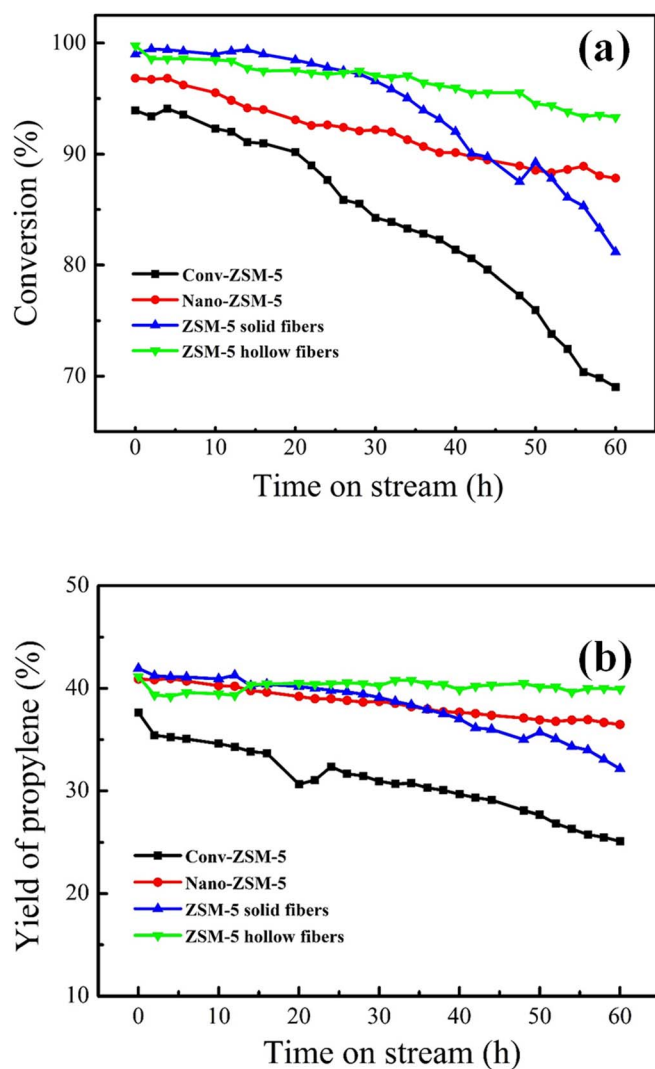 (a)
Conversion (%)
100
90
80
70
Conv-ZSM-5
Nano-ZSM-5
ZSM-5 solid fibers
ZSM-5 hollow fibers
0 10 20 30 40 50 60
Time on stream (h)
(b)
Yield of propylene (%)
50
40
30
20
10
Conv-ZSM-5
Nano-ZSM-5
ZSM-5 solid fibers
ZSM-5 hollow fibers
0 10 20 30 40 50 60
Time on stream (h)